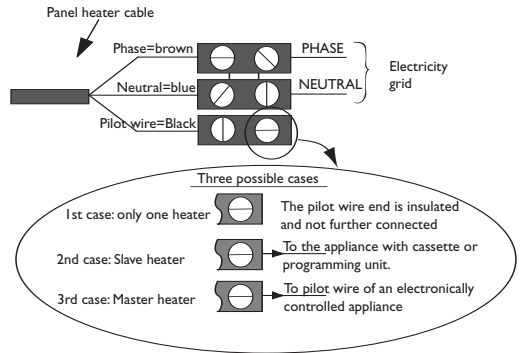 Panel heater cable
Phase=brown
PHASE
Neutral=blue
NEUTRAL
Electricity
grid
Pilot wire=Black
Three possible cases
1st case: only one heater
The pilot wire end is insulated
and not further connected
2nd case: Slave heater
To the appliance with cassette or
programming unit.
3rd case: Master heater
To pilot wire of an electronically
controlled appliance